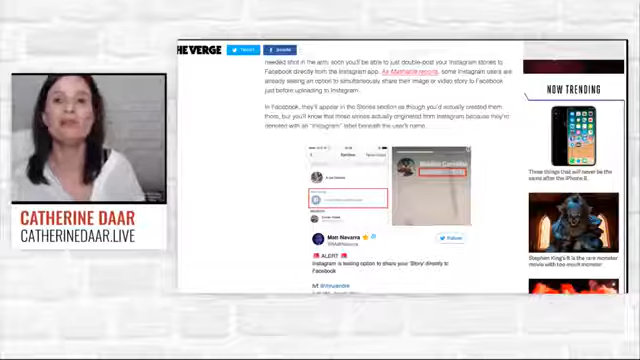 HE VERGE
needed shot in the arm, soon you'll be able to just double-post your Instagram stories to
Facebook directly from the Instagram app. As Mashable reports, some Instagram users are
already seeing an option to simultaneously share their image or video story to Facebook
just before uploading to Instagram.
In Facebook, they'll appear in the Stories section as though you'd actually created them
there, but you'll know that those stories actually originated from Instagram because they're
denoted with an "Instagram" label beneath the user's name.
Matt Navarra
@MattNavarra
Follow
ALERT
Instagram is testing option to share your 'Story' directly to
Facebook
h/t
NOW TRENDING
Three things that will never be the
same after the iPhone 8
Stephen King's It is the rare monster
movie with too much monster
CATHERINE DAAR
CATHERINEDAAR.LIVE